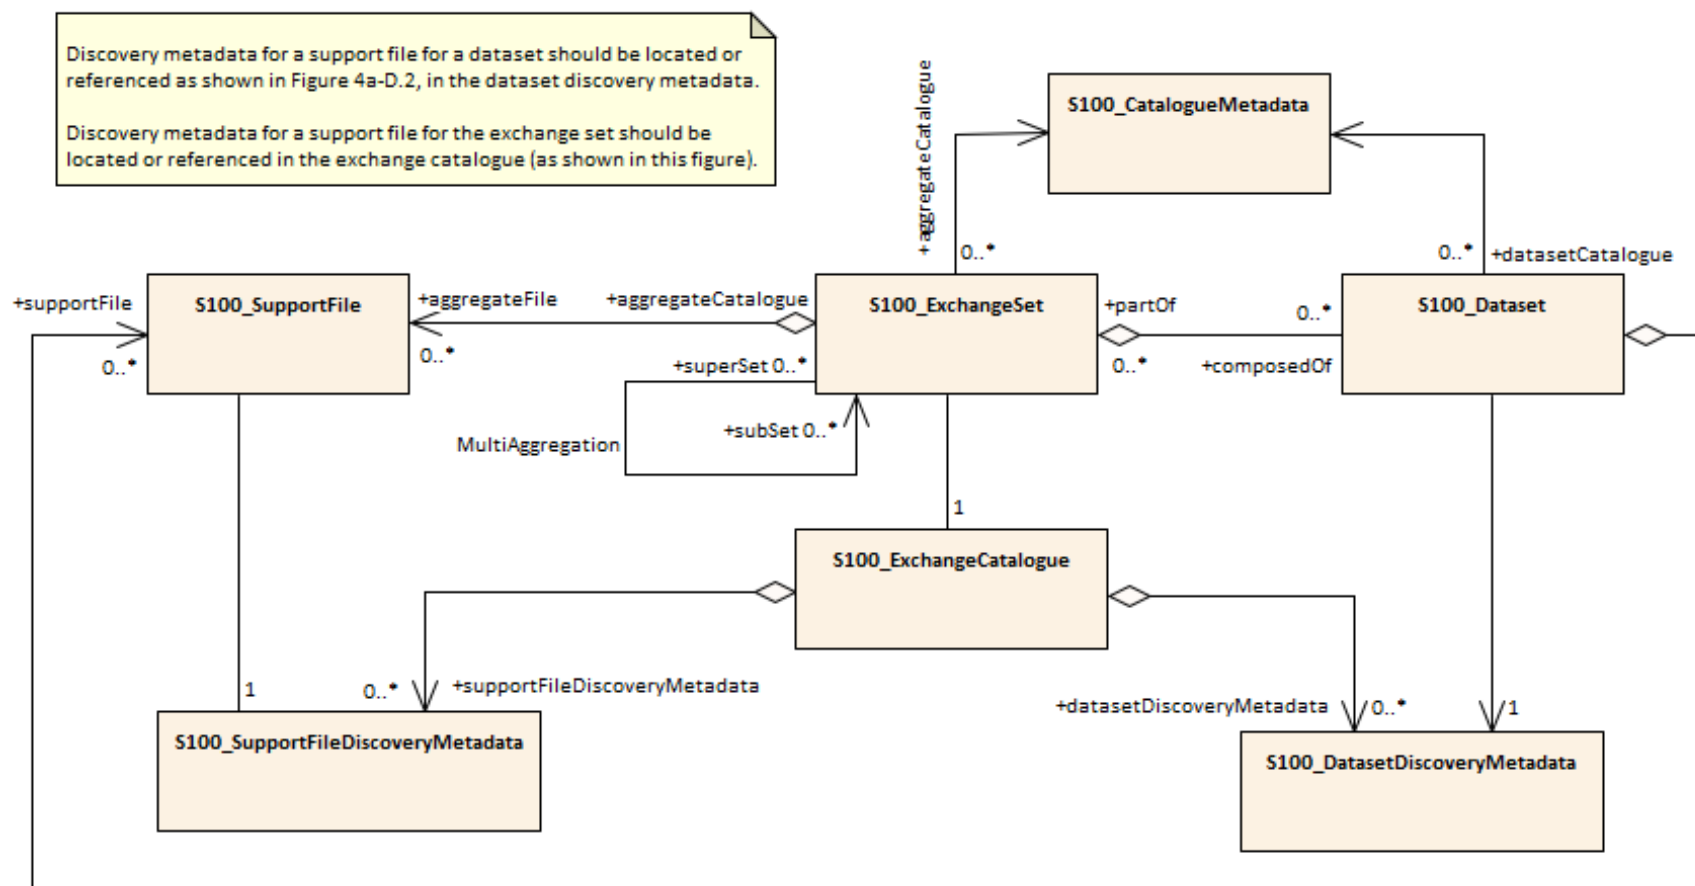 Discovery metadata for a support file for a dataset should be located or
referenced as shown in Figure 4a-D.2, in the dataset discovery metadata.
Discovery metadata for a support file for the exchange set should be
located or referenced in the exchange catalogue (as shown in this figure).
+aggregateCatalogue
S100_CatalogueMetadata
0..*
0..*
+datasetCatalogue
+supportFile
0..*
S100_SupportFile
+aggregateFile
0..*
+aggregateCatalogue
S100_ExchangeSet
+partOf
0..*
0..*
+composedOf
S100_Dataset
+superSet 0..*
+subSet 0..*
MultiAggregation
1
S100_ExchangeCatalogue
1
0..*
+supportFileDiscoveryMetadata
+datasetDiscoveryMetadata
0..*
1
S100_SupportFileDiscoveryMetadata
S100_DatasetDiscoveryMetadata